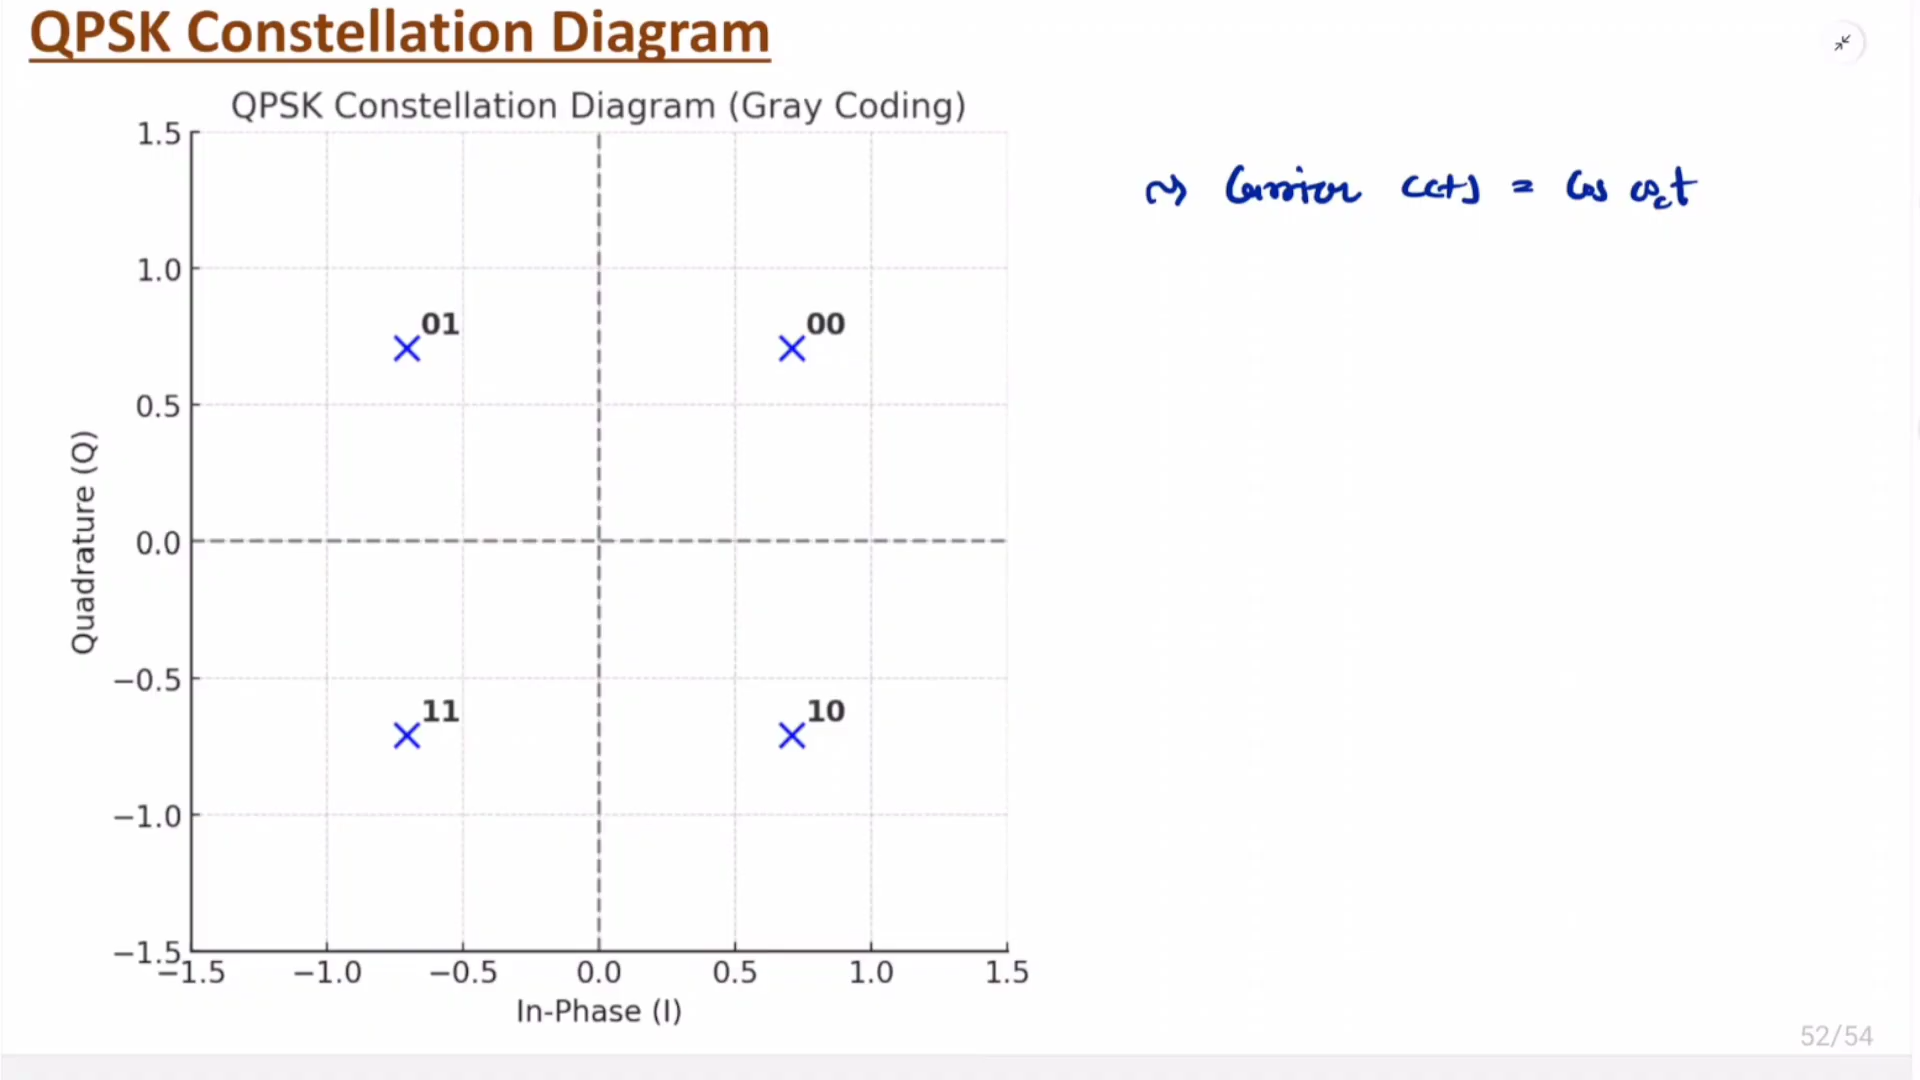 QPSK Constellation Diagram
QPSK Constellation Diagram (Gray Coding)
1.5
1.0
0.5
0.0
−0.5
−1.0
−1.5
Quadrature (Q)
01
00
11
10
−1.5 −1.0 −0.5 0.0 0.5 1.0 1.5
In-Phase (I)
Carrier c(t) = Cos ω_c t
52/54